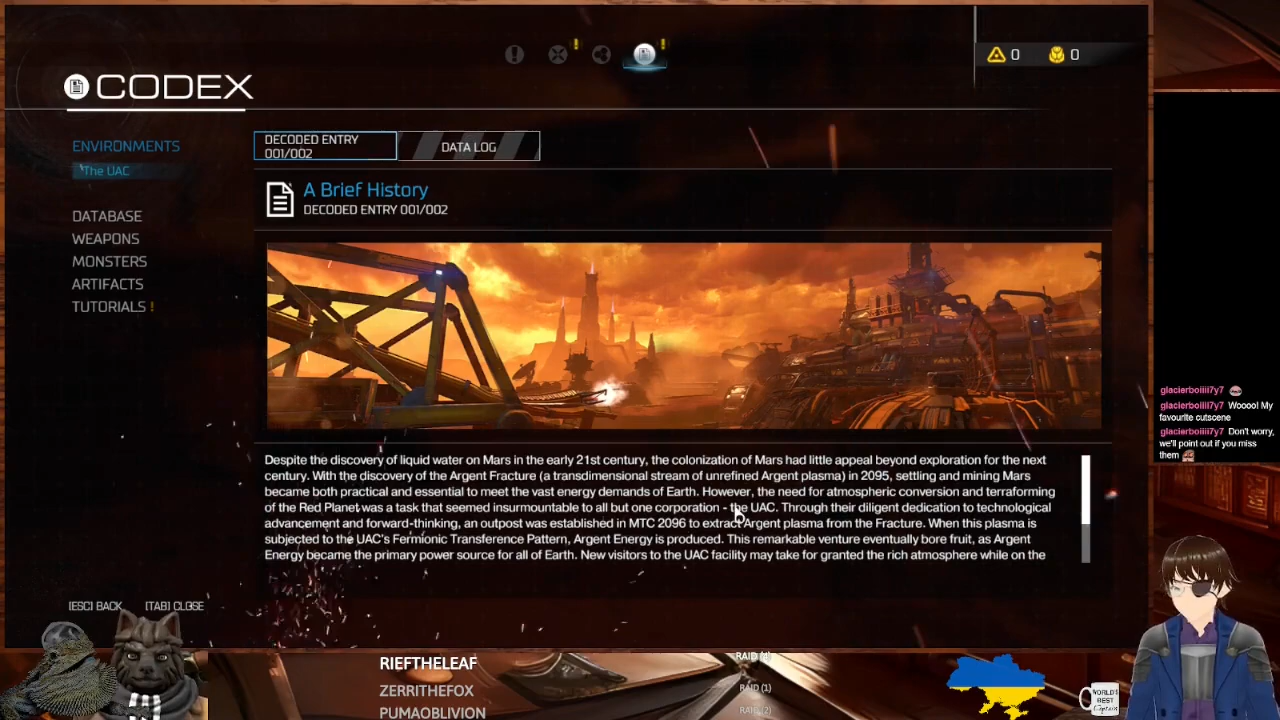 0 0
CODEX
ENVIRONMENTS
The UAC
DATABASE
WEAPONS
MONSTERS
ARTIFACTS
TUTORIALS !
DECODED ENTRY
001/002
DATA LOG
A Brief History
DECODED ENTRY 001/002
Despite the discovery of liquid water on Mars in the early 21st century, the colonization of Mars had little appeal beyond exploration for the next
century. With the discovery of the Argent Fracture (a transdimensional stream of unrefined Argent plasma) in 2095, settling and mining Mars
became both practical and essential to meet the vast energy demands of Earth. However, the need for atmospheric conversion and terraforming
of the Red Planet was a task that seemed insurmountable to all but one corporation - the UAC. Through their diligent dedication to technological
advancement and forward-thinking, an outpost was established in MTC 2096 to extract Argent plasma from the Fracture. When this plasma is
subjected to the UAC's Fermionic Transference Pattern, Argent Energy is produced. This remarkable venture eventually bore fruit, as Argent
Energy became the primary power source for all of Earth. New visitors to the UAC facility may take for granted the rich atmosphere while on the
[ESC] BACK [TAB] CLOSE
glacierboiiii7y7
glacierboiiii7y7 Woooo! My
favourite cutscene
glacierboiiii7y7 Don't worry,
we'll point out if you miss
them
RIEFTHELEAF
ZERRITHEFOX
PUMAOBLIVION
RAID (1)
RAID (2)
WORLD'S
BEST